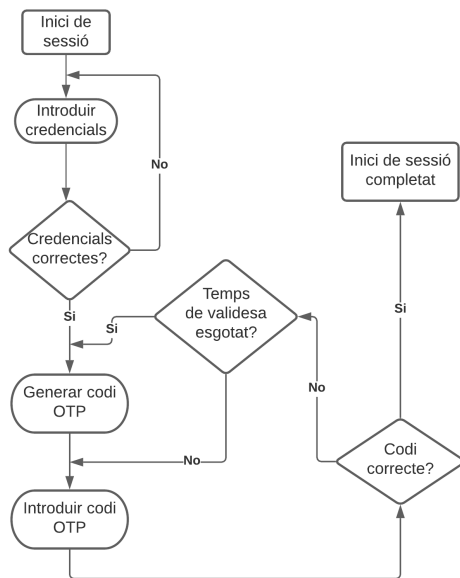 Inici de
sessió
Introduir
credencials
No
Credencials
correctes?
Si
Inici de sessió
completat
Temps
de validesa
esgotat?
Si
Si
No
Generar codi
OTP
Codi
correcte?
No
Introduir codi
OTP